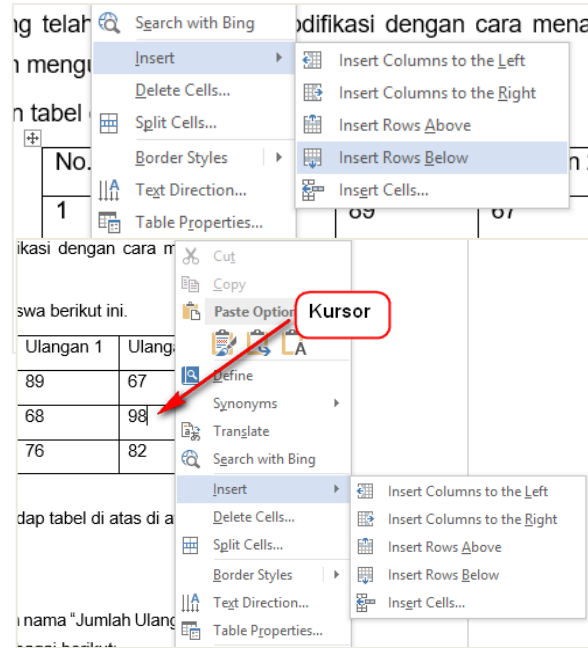 ng telah
Search with Bing
odifikasi dengan cara mena
n mengu
Insert
Insert Columns to the Left
Delete Cells...
Insert Columns to the Right
n tabel
Split Cells...
Insert Rows Above
No.
Border Styles
Insert Rows Below
n 2
Text Direction...
Insert Cells...
1
Table Properties...
89
67
ikasi dengan cara m
Cut
Copy
swa berikut ini.
Paste Option
Kursor
Ulangan 1
Ulanga
89
67
Define
Synonyms
68
98
Translate
76
82
Search with Bing
Insert
Insert Columns to the Left
dap tabel di atas di a
Delete Cells...
Insert Columns to the Right
Split Cells...
Insert Rows Above
Border Styles
Insert Rows Below
nama “Jumlah Ulang
Text Direction...
Insert Cells...
Table Properties...